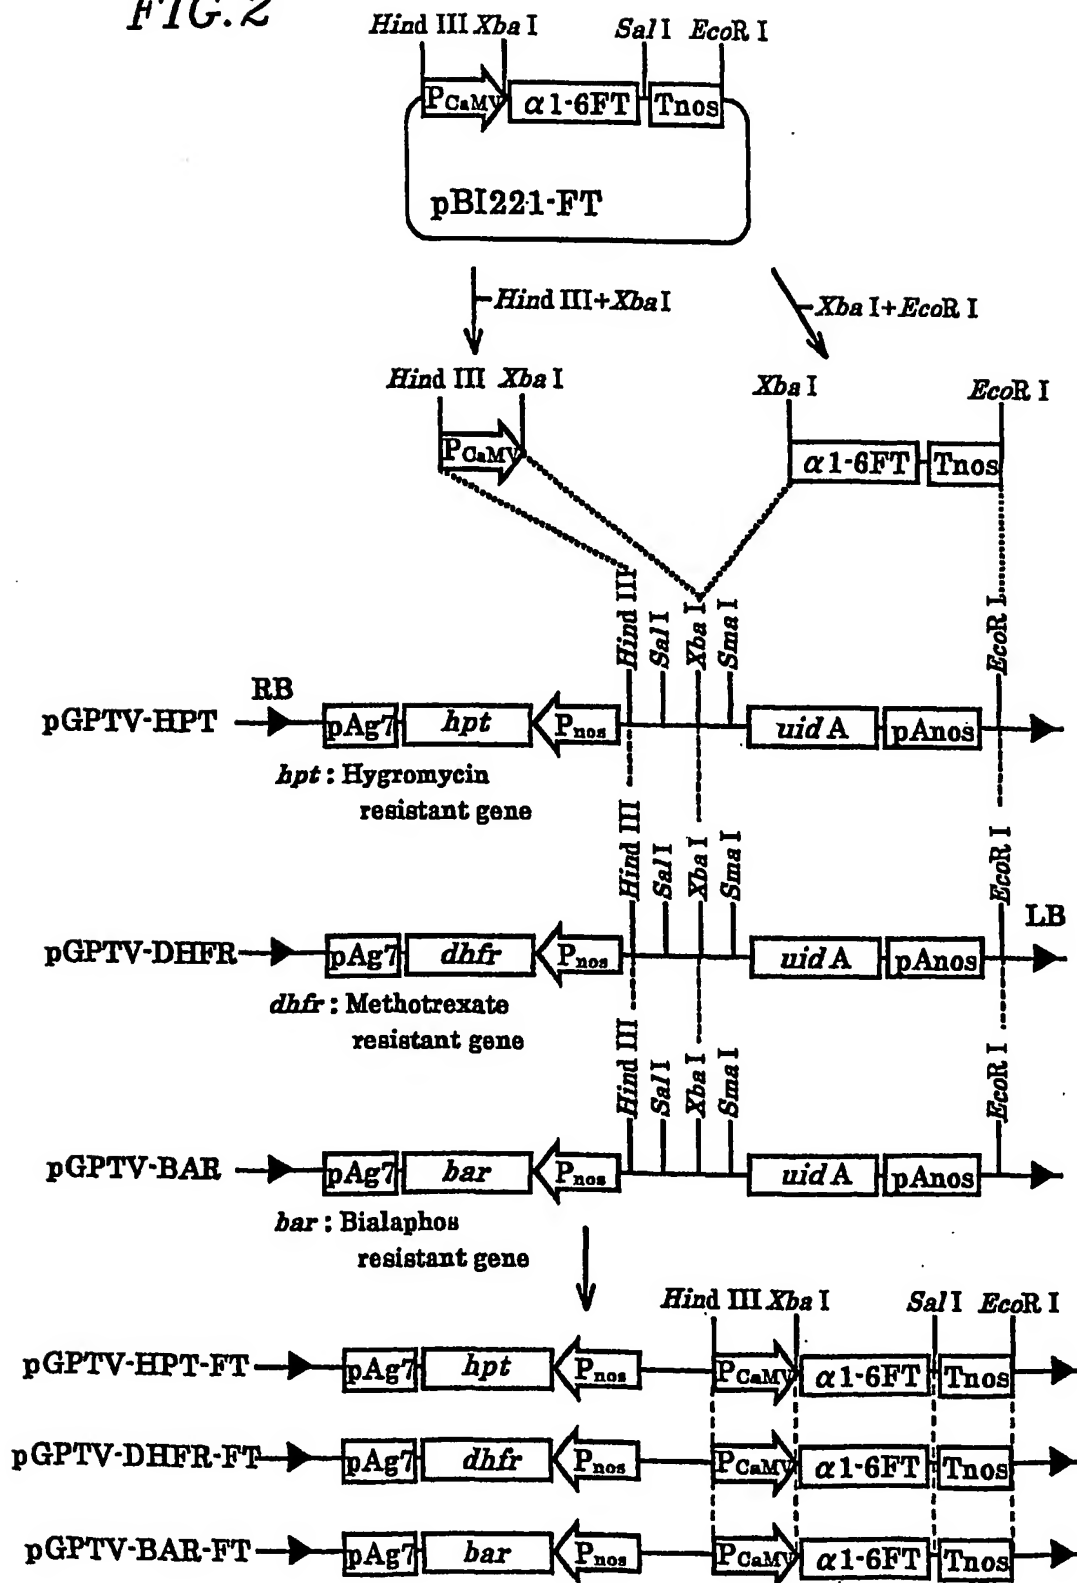 FIG. 2
Hind III Xba I Sal I EcoR I
PCaMV α1-6FT Tnos
pBI221-FT
Hind III+Xba I Xba I+EcoR I
Hind III Xba I Xba I EcoR I
PCaMV α1-6FT Tnos
Hind III Sal I Xba I Sma I EcoR I
RB
pGPTV-HPT pAg7 hpt Pnos uidA pAnos
hpt : Hygromycin
resistant gene
Hind III Sal I Xba I Sma I EcoR I
LB
pGPTV-DHFR pAg7 dhfr Pnos uidA pAnos
dhfr : Methotrexate
resistant gene
Hind III Sal I Xba I Sma I EcoR I
pGPTV-BAR pAg7 bar Pnos uidA pAnos
bar : Bialaphos
resistant gene
Hind III Xba I Sal I EcoR I
pGPTV-HPT-FT pAg7 hpt Pnos PCaMV α1-6FT Tnos
pGPTV-DHFR-FT pAg7 dhfr Pnos PCaMV α1-6FT Tnos
pGPTV-BAR-FT pAg7 bar Pnos PCaMV α1-6FT Tnos